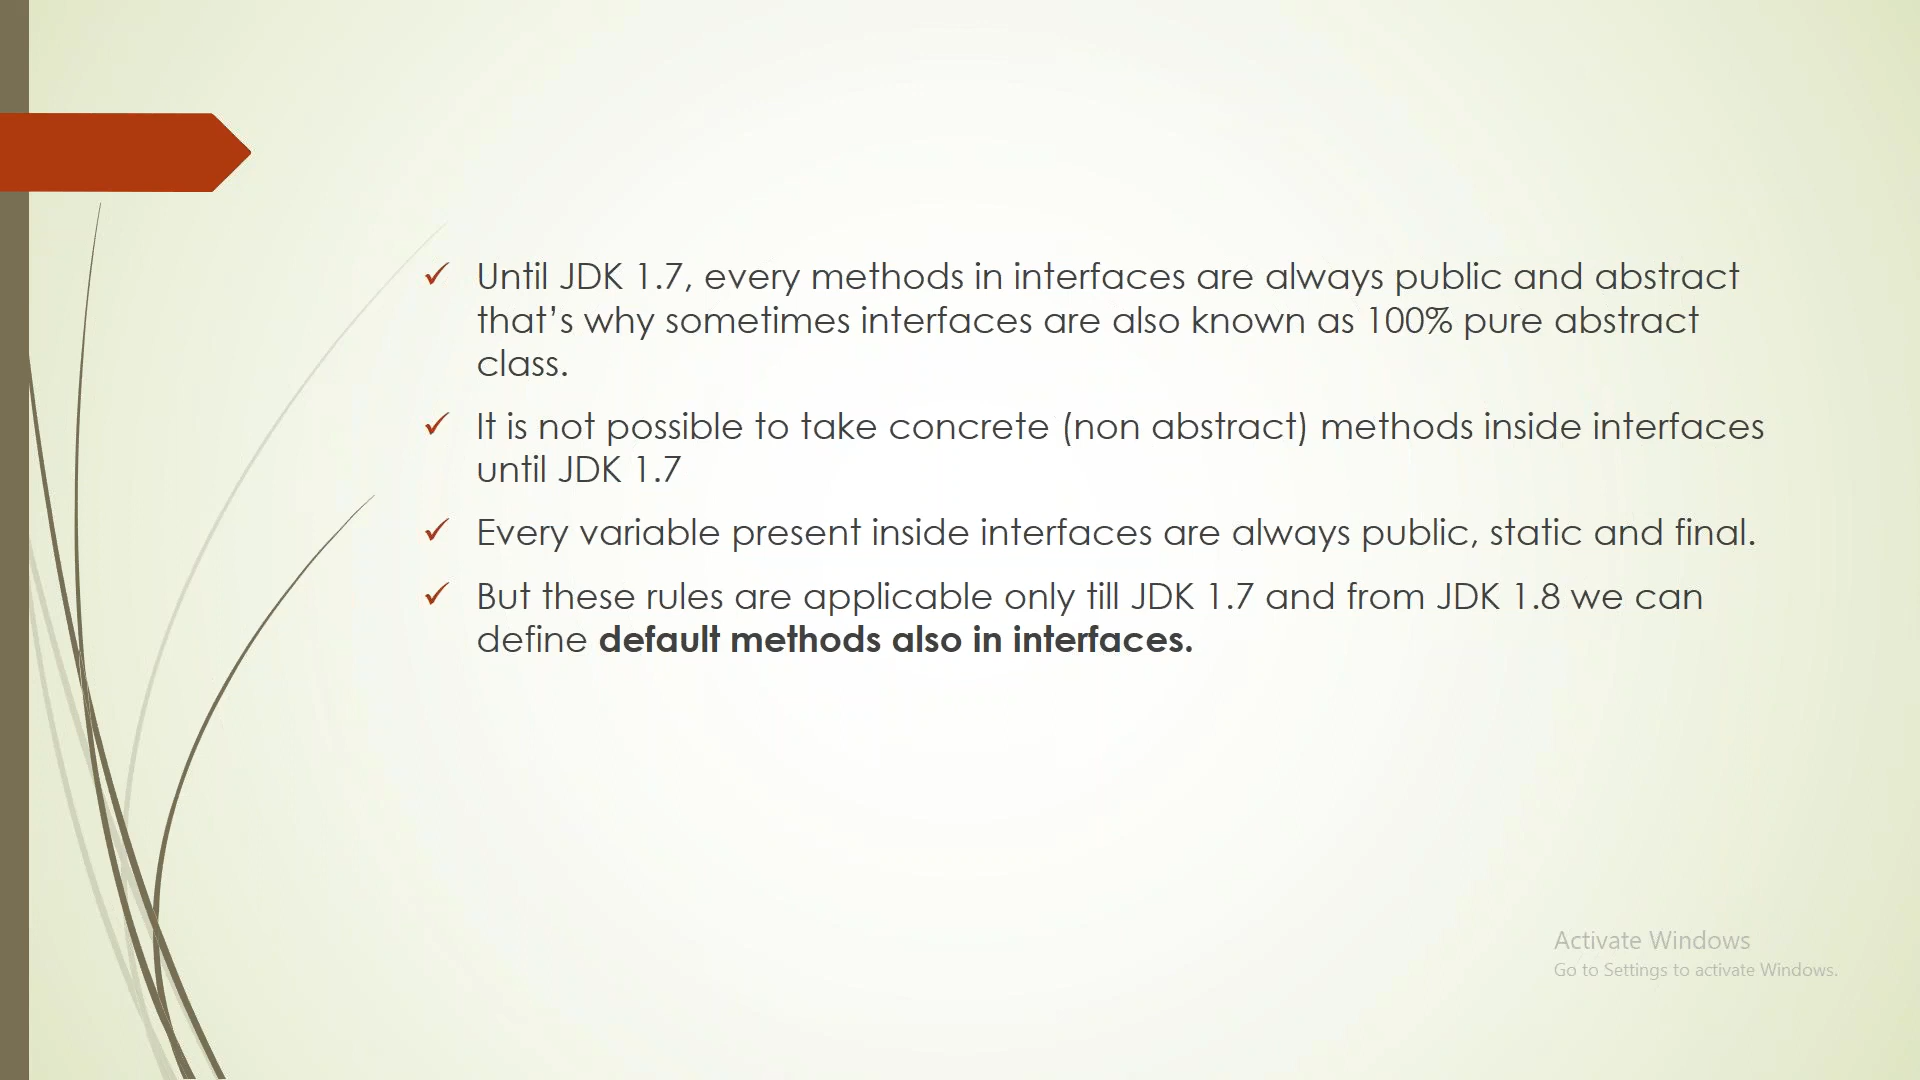 Until JDK 1.7, every methods in interfaces are always public and abstract
that’s why sometimes interfaces are also known as 100% pure abstract
class.
It is not possible to take concrete (non abstract) methods inside interfaces
until JDK 1.7
Every variable present inside interfaces are always public, static and final.
But these rules are applicable only till JDK 1.7 and from JDK 1.8 we can
define default methods also in interfaces.
Activate Windows
Go to Settings to activate Windows.